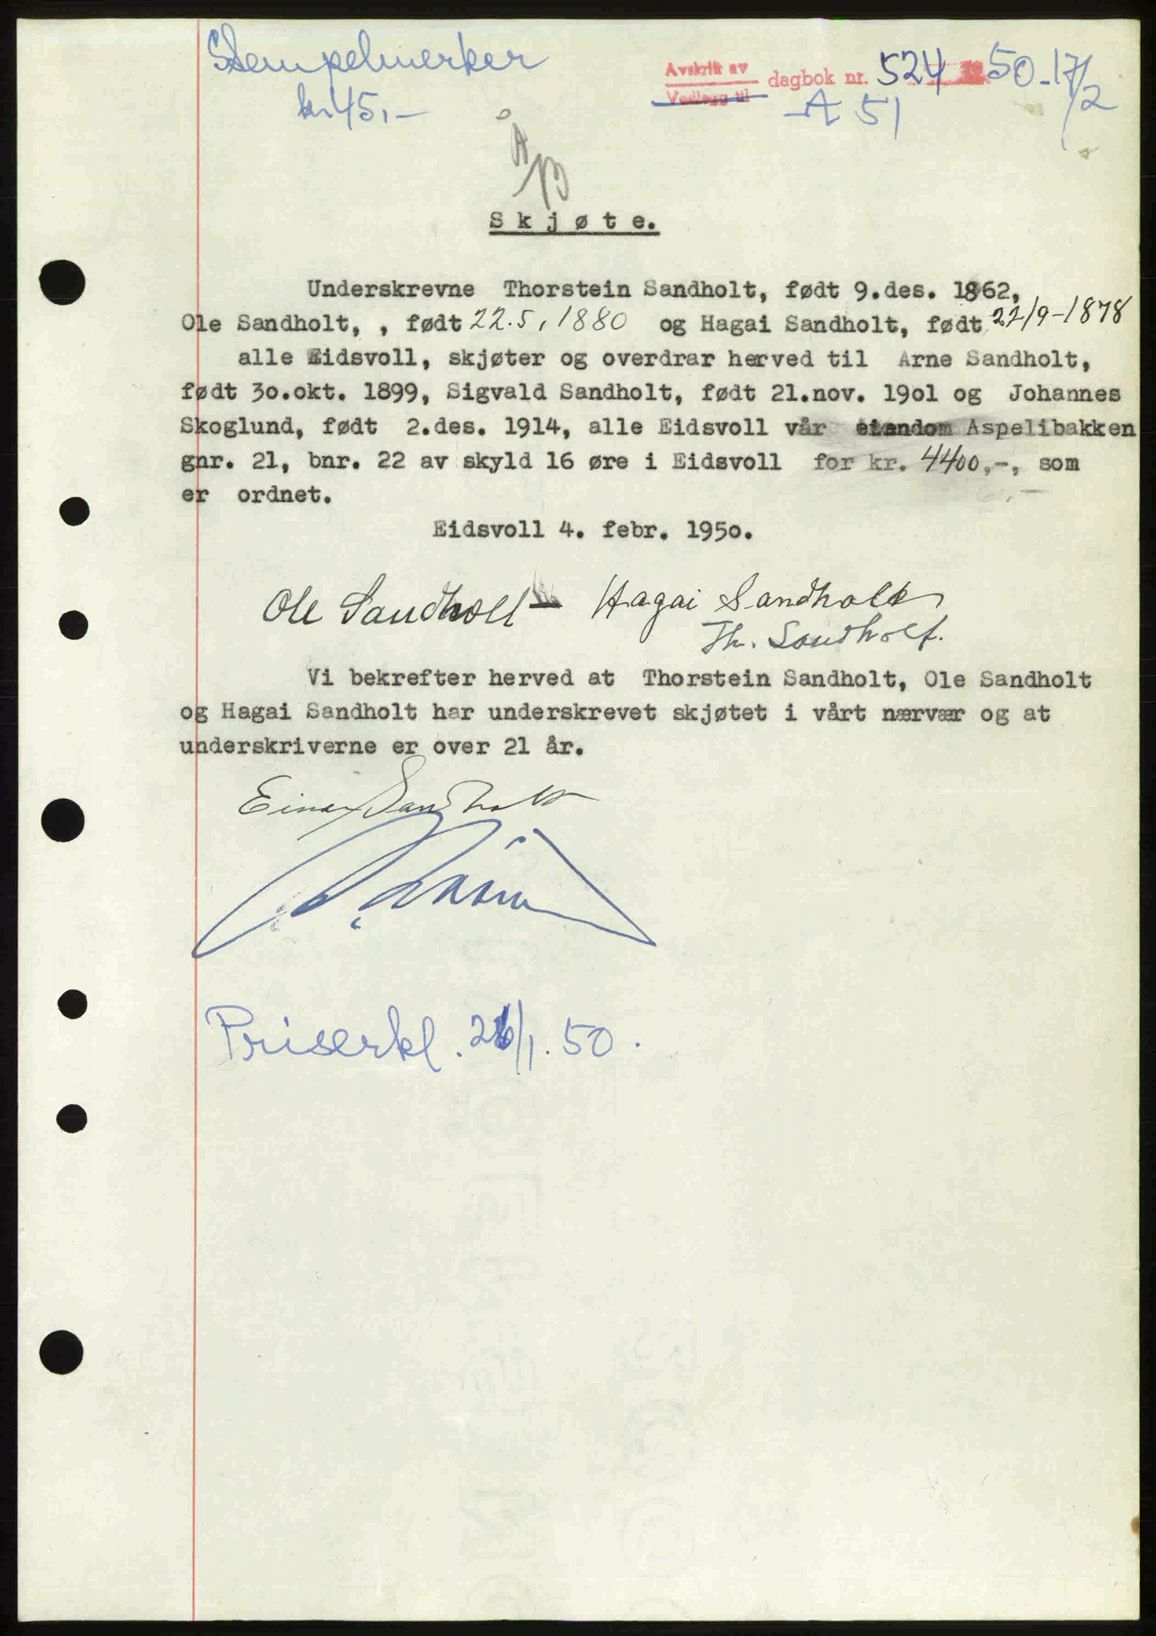 Stempelmerker
kr 45,-
Avskrift av
Vedlegg til
dagbok nr. 524 1950-17/2
A 51
Skjøte.
Underskrevne Thorstein Sandholt, født 9.des. 1862,
Ole Sandholt, , født 22.5, 1880 og Hagai Sandholt, født 22/9-1878
alle Eidsvoll, skjøter og overdrar herved til Arne Sandholt,
født 3o.okt. 1899, Sigvald Sandholt, født 21.nov. 19o1 og Johannes
Skoglund, født 2.des. 1914, alle Eidsvoll vår eiendom Aspelibakken
gnr. 21, bnr. 22 av skyld 16 øre i Eidsvoll for kr. 4400,-, som
er ordnet.
Eidsvoll 4. febr. 195o.
Ole Sandholt - Hagai Sandholt
Th. Sandholt.
Vi bekrefter herved at Thorstein Sandholt, Ole Sandholt
og Hagai Sandholt har underskrevet skjøtet i vårt nærvær og at
underskriverne er over 21 år.
Einar Sandholt
Priserkl. 26/1. 50.